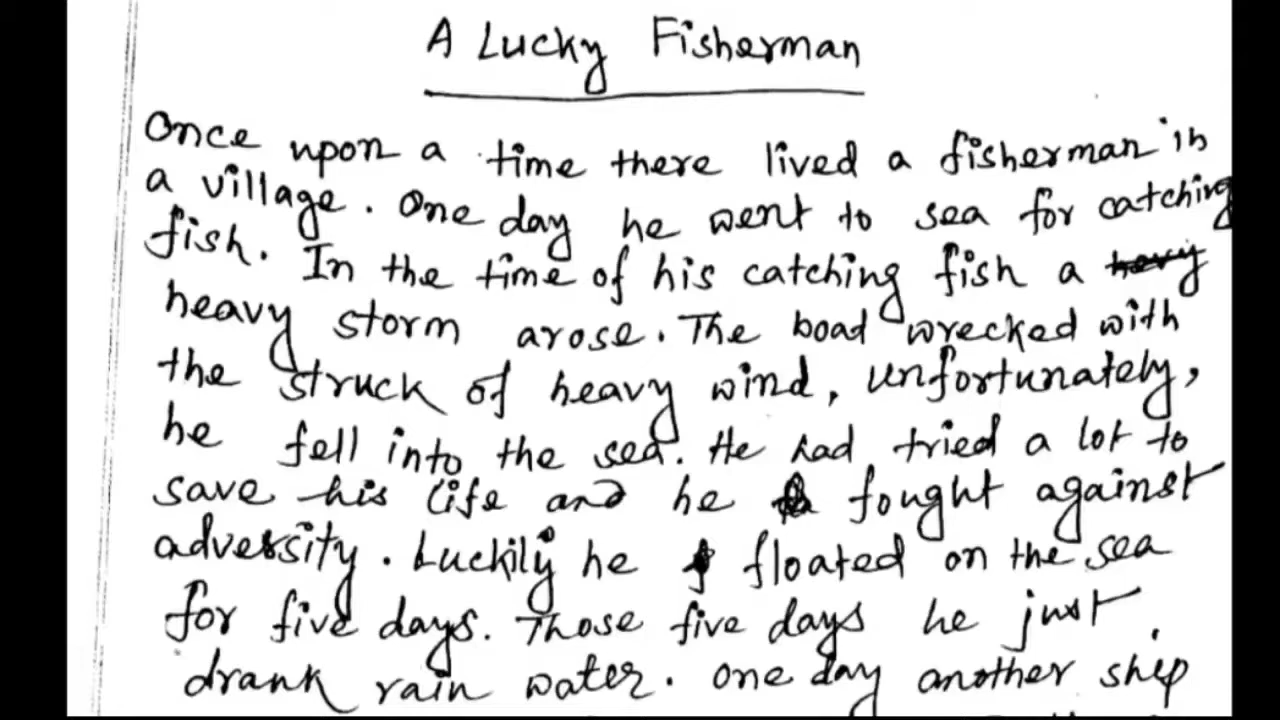 A Lucky Fisherman
Once upon a time there lived a fisherman in
a village. One day he went to sea for catching
fish. In the time of his catching fish a hevy
heavy storm arose. The boad wrecked with
the struck of heavy wind. Unfortunately,
he fell into the sea. He had tried a lot to
save his life and he fought against
adversity. Luckily he floated on the sea
for five days. Those five days he just
drank rain water. One day another ship